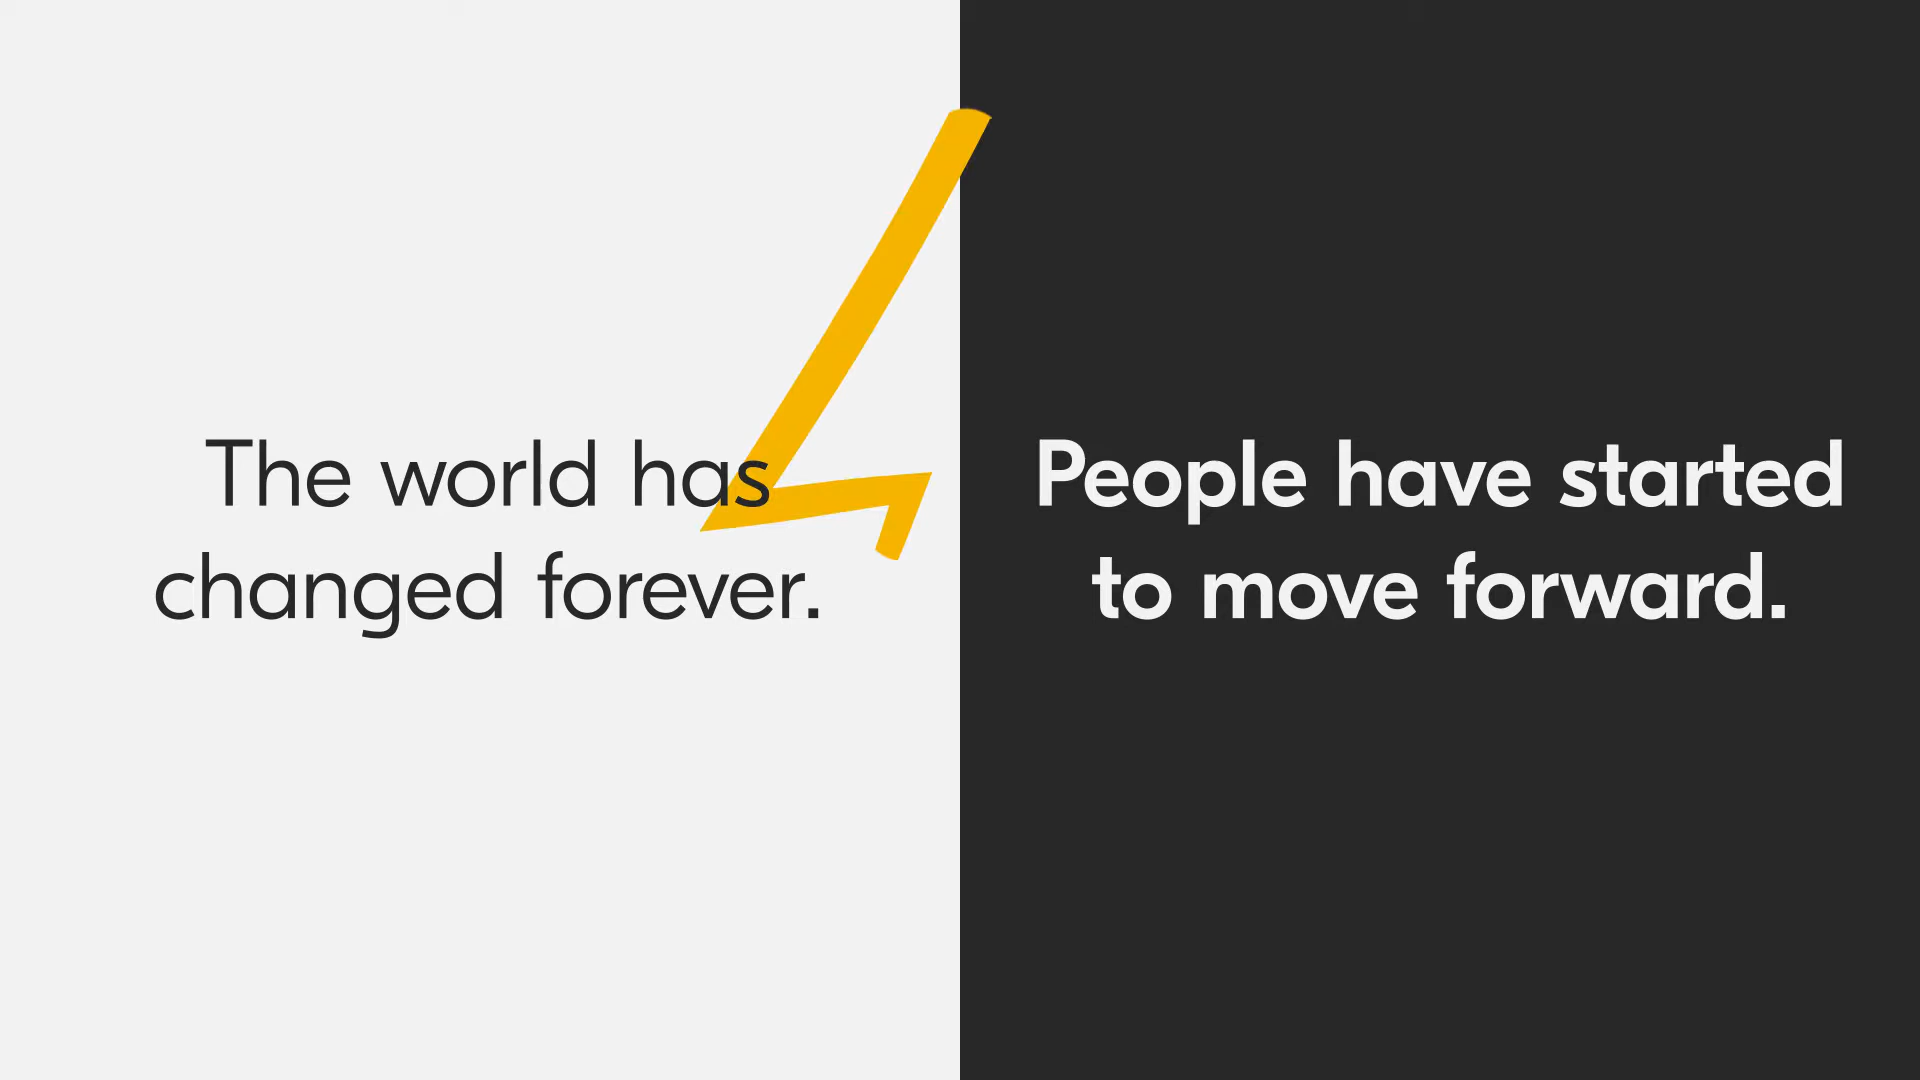 The world has
changed forever.
People have started
to move forward.